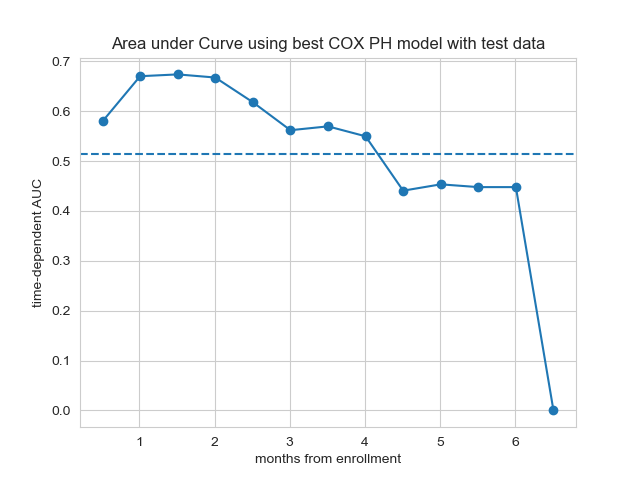 Area under Curve using best COX PH model with test data
time-dependent AUC
0.7
0.6
0.5
0.4
0.3
0.2
0.1
0.0
1 2 3 4 5 6
months from enrollment